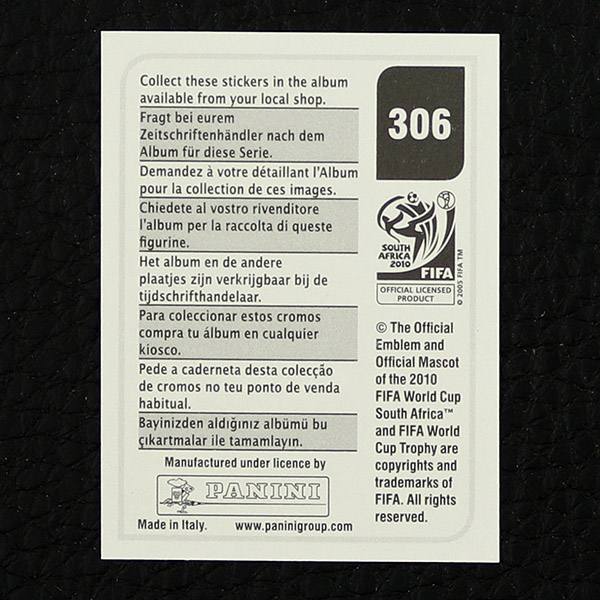 Collect these stickers in the album
available from your local shop.
Fragt bei eurem
Zeitschriftenhändler nach dem
Album für diese Serie.
Demandez à votre détaillant l'Album
pour la collection de ces images.
Chiedete al vostro rivenditore
l'album per la raccolta di queste
figurine.
Het album en de andere
plaatjes zijn verkrijgbaar bij de
tijdschrifthandelaar.
Para coleccionar estos cromos
compra tu álbum en cualquier
kiosco.
Pede a caderneta desta colecção
de cromos no teu ponto de venda
habitual.
Bayinizden aldığınız albümü bu
çıkartmalar ile tamamlayın.
Manufactured under licence by
PANINI
Made in Italy. www.paninigroup.com
306
SOUTH
AFRICA
2010
FIFA
© 2005 FIFA TM
OFFICIAL LICENSED
PRODUCT
© The Official
Emblem and
Official Mascot
of the 2010
FIFA World Cup
South Africa™
and FIFA World
Cup Trophy are
copyrights and
trademarks of
FIFA. All rights
reserved.